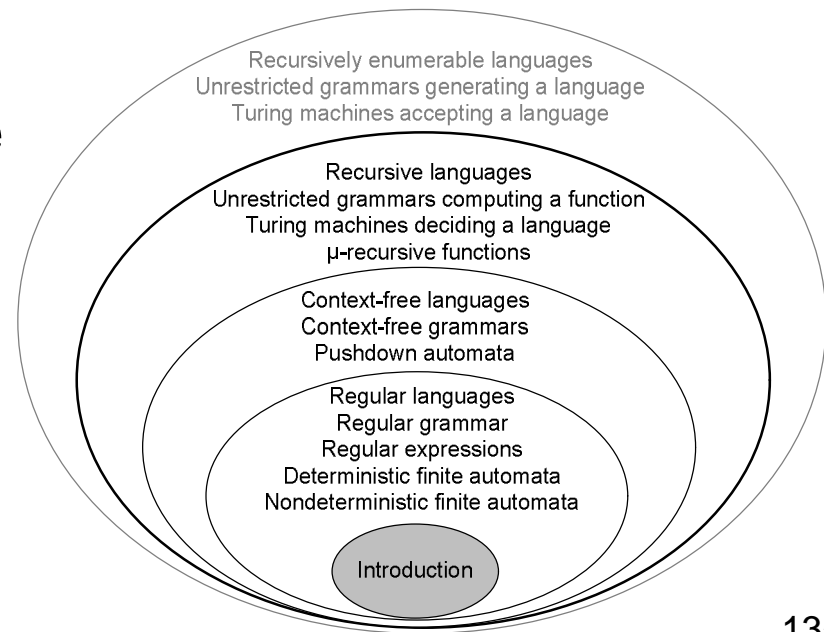 Recursively enumerable languages
Unrestricted grammars generating a language
Turing machines accepting a language
Recursive languages
Unrestricted grammars computing a function
Turing machines deciding a language
μ-recursive functions
Context-free languages
Context-free grammars
Pushdown automata
Regular languages
Regular grammar
Regular expressions
Deterministic finite automata
Nondeterministic finite automata
Introduction
13